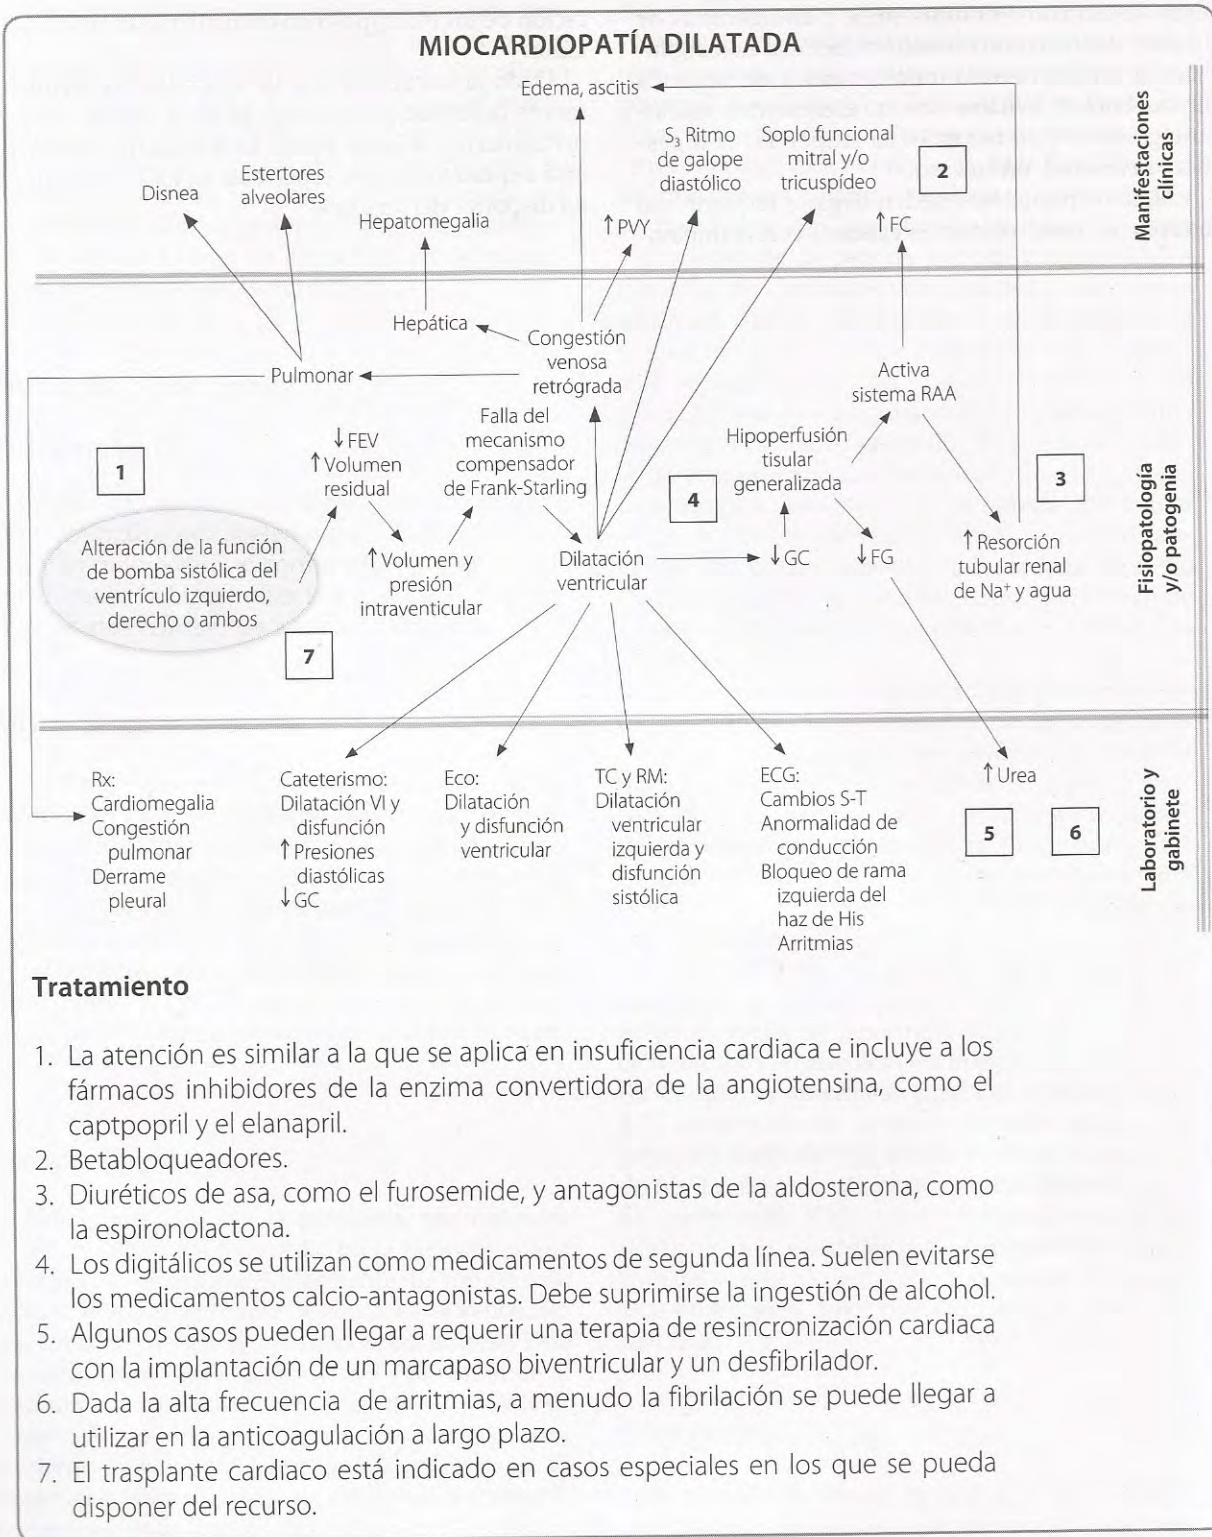 MIOCARDIOPATÍA DILATADA
Edema, ascitis
S₃ Ritmo
de galope
diastólico
Soplo funcional
mitral y/o
tricuspídeo
2
Manifestaciones
clínicas
Disnea
Estertores
alveolares
Hepatomegalia
↑ PVY
↑ FC
Hepática
Congestión
venosa
retrógrada
Pulmonar
Activa
sistema RAA
1
↓ FEV
↑ Volumen
residual
Falla del
mecanismo
compensador
de Frank-Starling
Hipoperfusión
tisular
generalizada
4
3
Fisiopatología
y/o patogenia
Alteración de la función
de bomba sistólica del
ventrículo izquierdo,
derecho o ambos
↑ Volumen y
presión
intraventicular
Dilatación
ventricular
↓ GC
↓ FG
↑ Resorción
tubular renal
de Na⁺ y agua
7
Rx:
Cardiomegalia
Congestión
pulmonar
Derrame
pleural
Cateterismo:
Dilatación VI y
disfunción
↑ Presiones
diastólicas
↓ GC
Eco:
Dilatación
y disfunción
ventricular
TC y RM:
Dilatación
ventricular
izquierda y
disfunción
sistólica
ECG:
Cambios S-T
Anormalidad de
conducción
Bloqueo de rama
izquierda del
haz de His
Arritmias
↑ Urea
5
6
Laboratorio y
gabinete
Tratamiento
1. La atención es similar a la que se aplica en insuficiencia cardiaca e incluye a los
fármacos inhibidores de la enzima convertidora de la angiotensina, como el
captpopril y el elanapril.
2. Betabloqueadores.
3. Diuréticos de asa, como el furosemide, y antagonistas de la aldosterona, como
la espironolactona.
4. Los digitálicos se utilizan como medicamentos de segunda línea. Suelen evitarse
los medicamentos calcio-antagonistas. Debe suprimirse la ingestión de alcohol.
5. Algunos casos pueden llegar a requerir una terapia de resincronización cardiaca
con la implantación de un marcapaso biventricular y un desfibrilador.
6. Dada la alta frecuencia de arritmias, a menudo la fibrilación se puede llegar a
utilizar en la anticoagulación a largo plazo.
7. El trasplante cardiaco está indicado en casos especiales en los que se pueda
disponer del recurso.